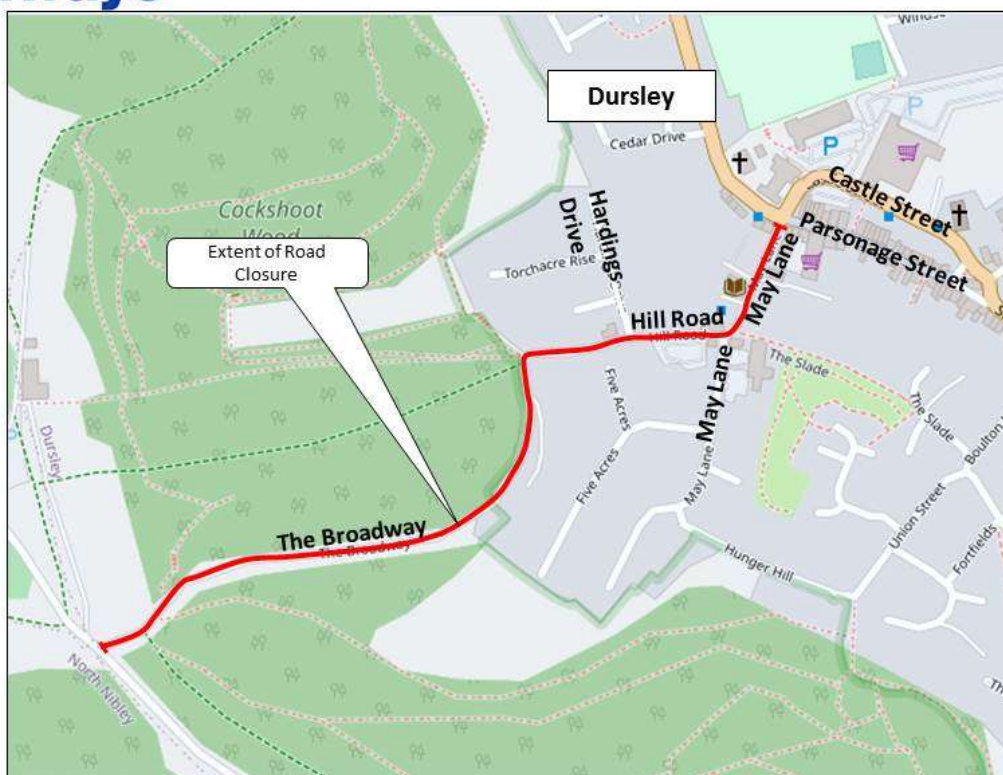 Dursley
Cedar Drive
P
P
Castle Street
Cockshoot
Hardings
Drive
Parsonage Street
Extent of Road
Closure
Torchacre Rise
May Lane
Hill Road
Hill Road
The Slade
May Lane
Five Acres
The Slade
Dursley
Five Acres
May Lane
Boulton
Union Street
The Broadway
The Broadway
Fortfields
Hunger Hill
North Nibley